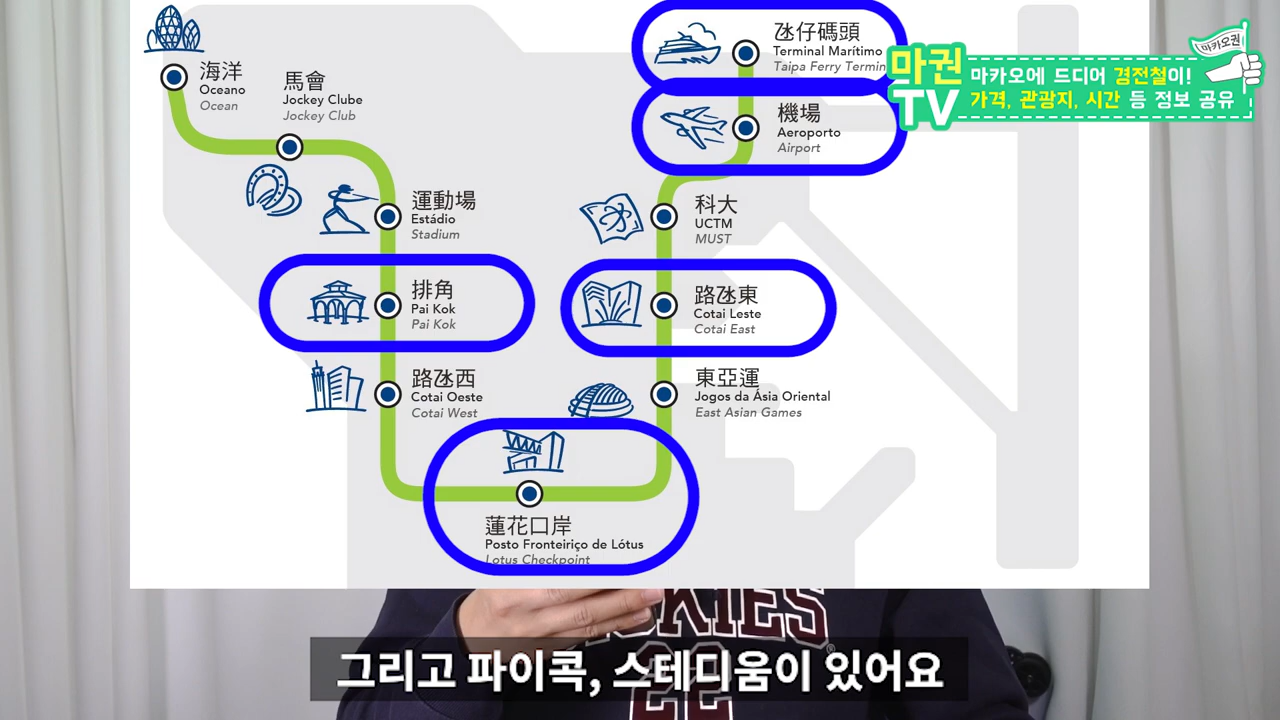 海洋
Oceano
Ocean
馬會
Jockey Clube
Jockey Club
運動場
Estádio
Stadium
排角
Pai Kok
Pai Kok
路氹西
Cotai Oeste
Cotai West
蓮花口岸
Posto Fronteiriço de Lótus
Lotus Checkpoint
氹仔碼頭
Terminal Marítimo
Taipa Ferry Termin
機場
Aeroporto
Airport
科大
UCTM
MUST
路氹東
Cotai Leste
Cotai East
東亞運
Jogos da Ásia Oriental
East Asian Games
마권
TV
마카오에 드디어 경전철이!
가격, 관광지, 시간 등 정보 공유
마카오권
KIES
22
그리고 파이콕, 스테디움이 있어요